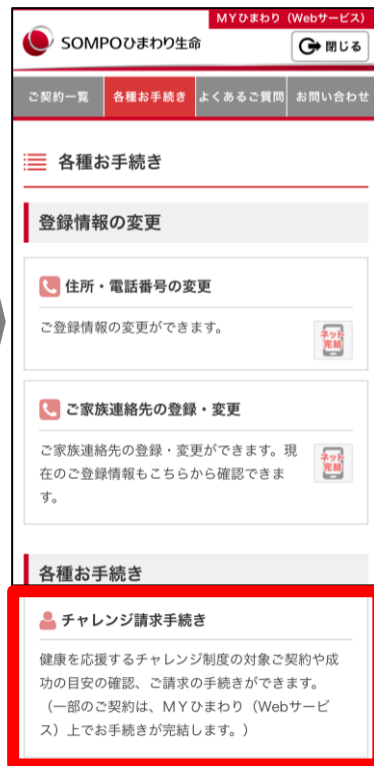 MYひまわり（Webサービス）
SOMPOひまわり生命
閉じる
ご契約一覧 各種お手続き よくあるご質問 お問い合わせ
各種お手続き
登録情報の変更
住所・電話番号の変更
ご登録情報の変更ができます。
ネット
完結
ご家族連絡先の登録・変更
ご家族連絡先の登録・変更ができます。現
在のご登録情報もこちらから確認できま
す。
ネット
完結
各種お手続き
チャレンジ請求手続き
健康を応援するチャレンジ制度の対象ご契約や成
功の目安の確認、ご請求の手続きができます。
（一部のご契約は、MYひまわり（Webサービ
ス）上でお手続きが完結します。）